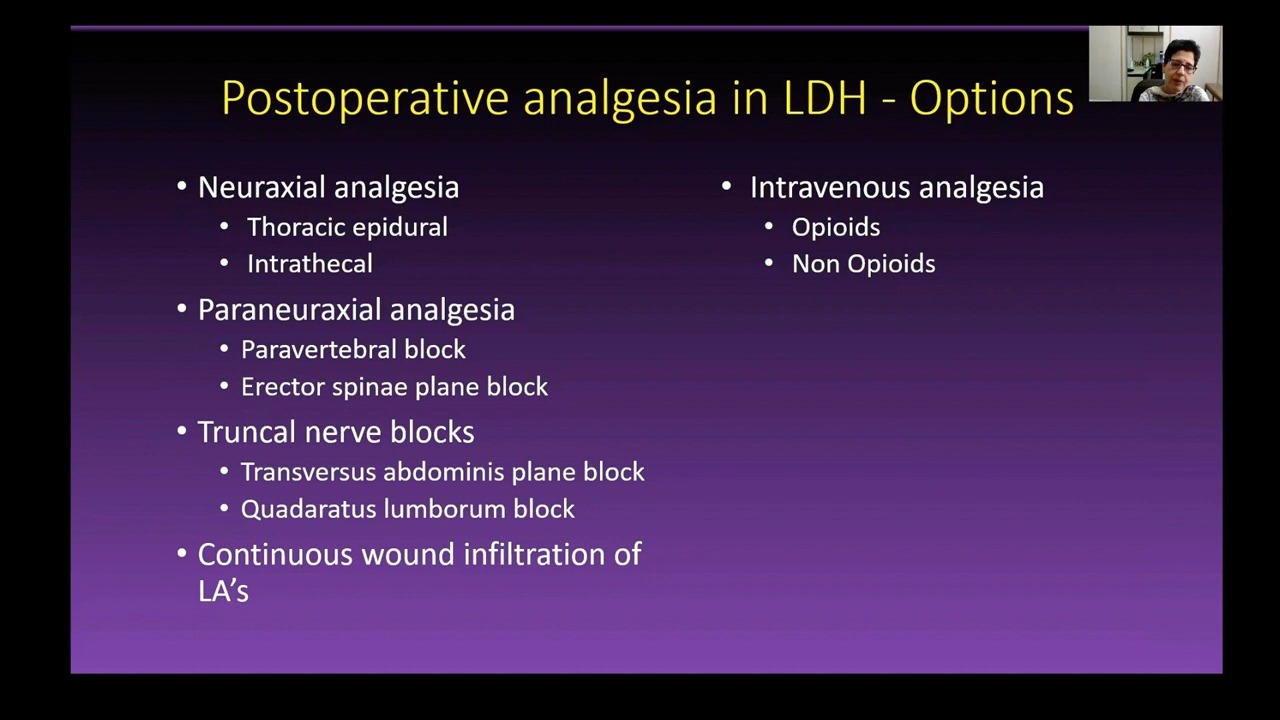 Postoperative analgesia in LDH - Options
• Neuraxial analgesia
• Thoracic epidural
• Intrathecal
• Paraneuraxial analgesia
• Paravertebral block
• Erector spinae plane block
• Truncal nerve blocks
• Transversus abdominis plane block
• Quadaratus lumborum block
• Continuous wound infiltration of
LA’s
• Intravenous analgesia
• Opioids
• Non Opioids